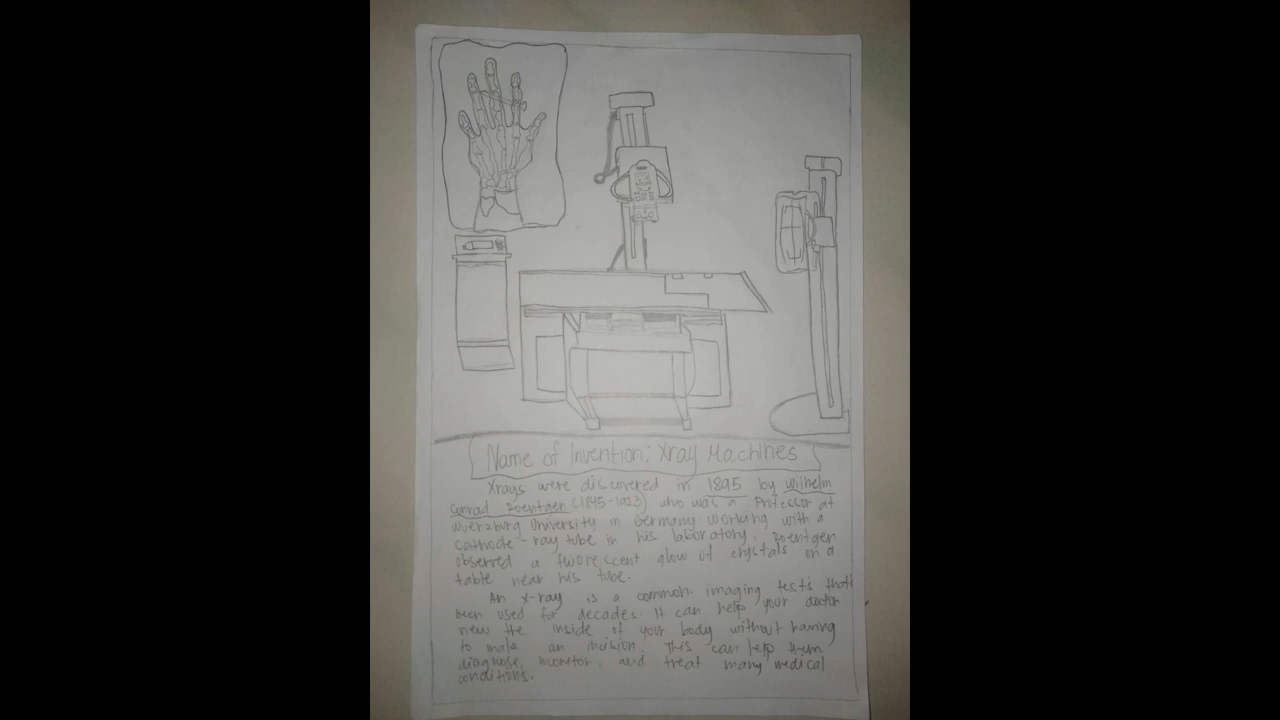 Name of Invention: Xray Machines
Xrays were discovered in 1895 by Wilhelm
Conrad Roentgen (1845-1923) who was a Professor at
Wuerzburg University in Germany. Working with a
cathode-ray tube in his laboratory, Roentgen
observed a fluorescent glow of crystals on a
table near his tube.
An x-ray is a common imaging tests that
been used for decades. It can help your doctor
view the inside of your body without having
to make an incision. This can help them
diagnose, monitor, and treat many medical
conditions.